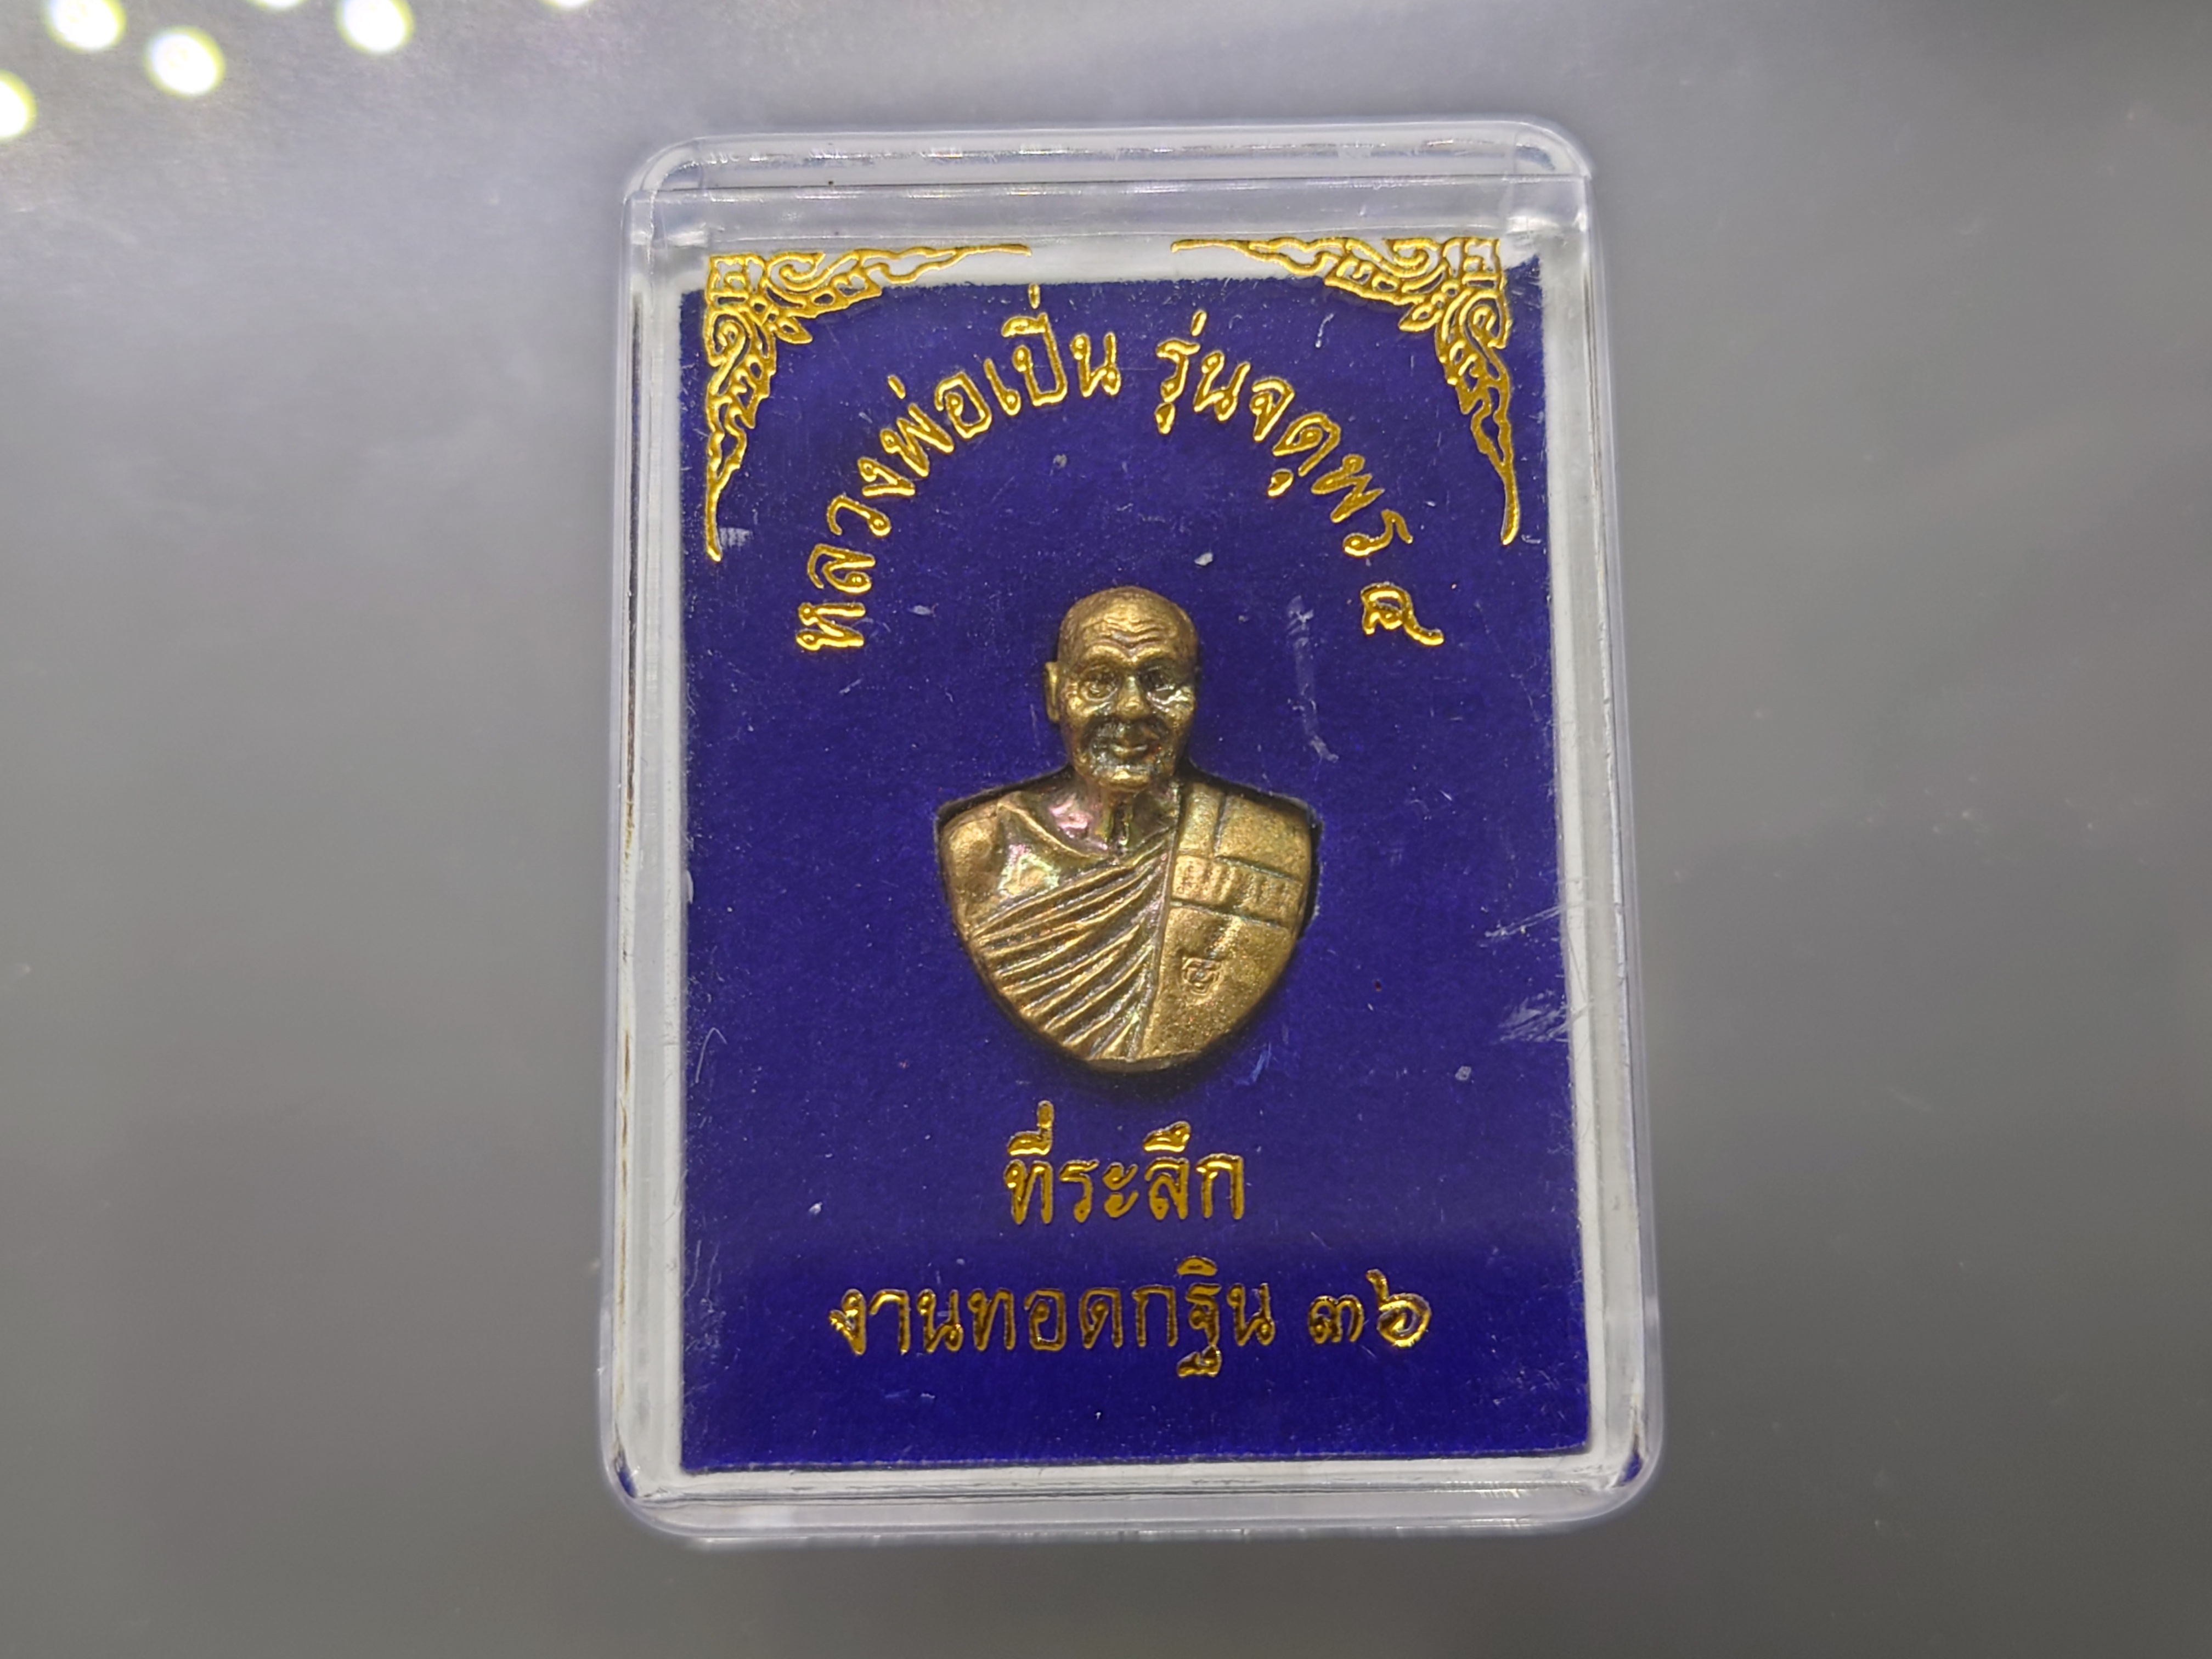 หลวงพ่อเปิ่น รุ่นจตุพร ๔
ที่ระลึก
งานทอดกฐิน ๓๖